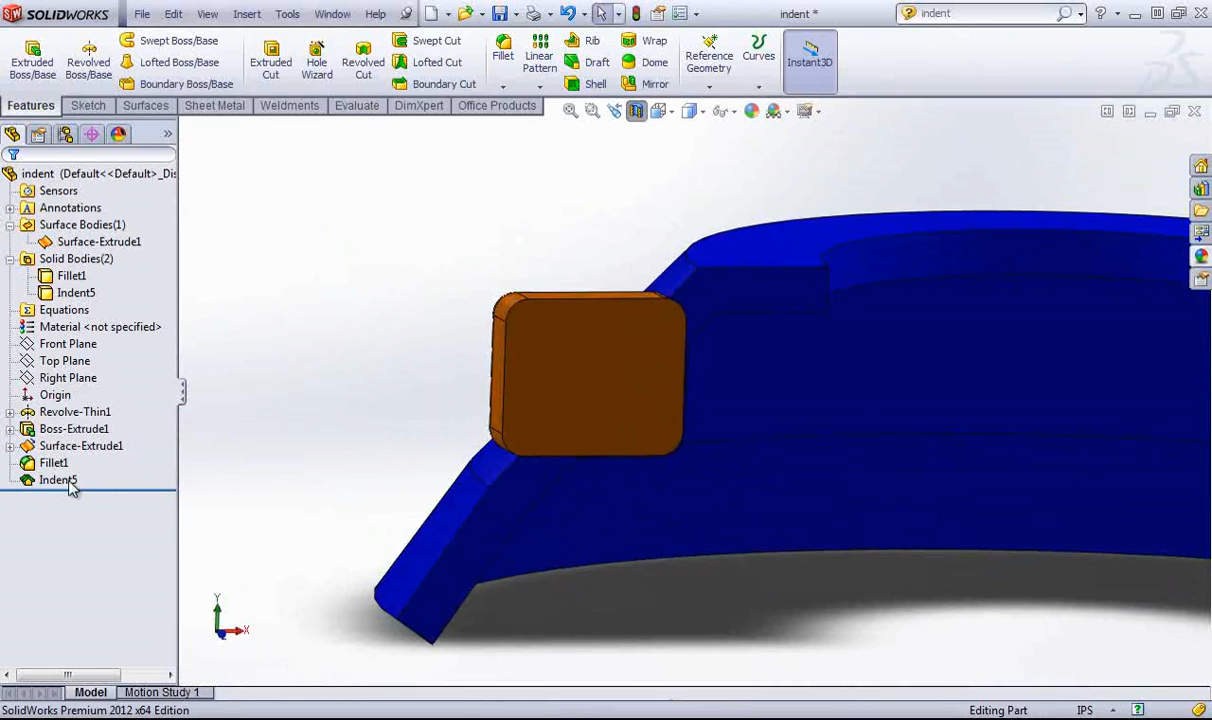 SOLIDWORKS File Edit View Insert Tools Window Help indent * indent
Extruded Boss/Base
Revolved Boss/Base
Swept Boss/Base
Lofted Boss/Base
Boundary Boss/Base
Extruded Cut
Hole Wizard
Revolved Cut
Swept Cut
Lofted Cut
Boundary Cut
Fillet
Linear Pattern
Rib
Draft
Shell
Wrap
Dome
Mirror
Reference Geometry
Curves
Instant3D
Features Sketch Surfaces Sheet Metal Weldments Evaluate DimXpert Office Products
indent (Default<<Default>_Dis
Sensors
Annotations
Surface Bodies(1)
Surface-Extrude1
Solid Bodies(2)
Fillet1
Indent5
Equations
Material <not specified>
Front Plane
Top Plane
Right Plane
Origin
Revolve-Thin1
Boss-Extrude1
Surface-Extrude1
Fillet1
Indent5
Y
X
Model Motion Study 1
SolidWorks Premium 2012 x64 Edition Editing Part IPS